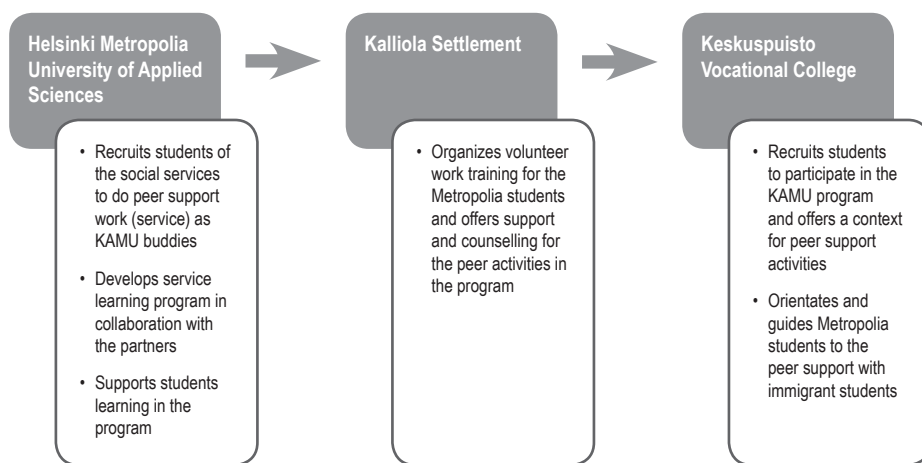 Helsinki Metropolia
University of Applied
Sciences
• Recruits students of
the social services
to do peer support
work (service) as
KAMU buddies
• Develops service
learning program in
collaboration with
the partners
• Supports students
learning in the
program
Kalliola Settlement
• Organizes volunteer
work training for the
Metropolia students
and offers support
and counselling for
the peer activities in
the program
Keskuspuisto
Vocational College
• Recruits students
to participate in the
KAMU program
and offers a context
for peer support
activities
• Orientates and
guides Metropolia
students to the
peer support with
immigrant students